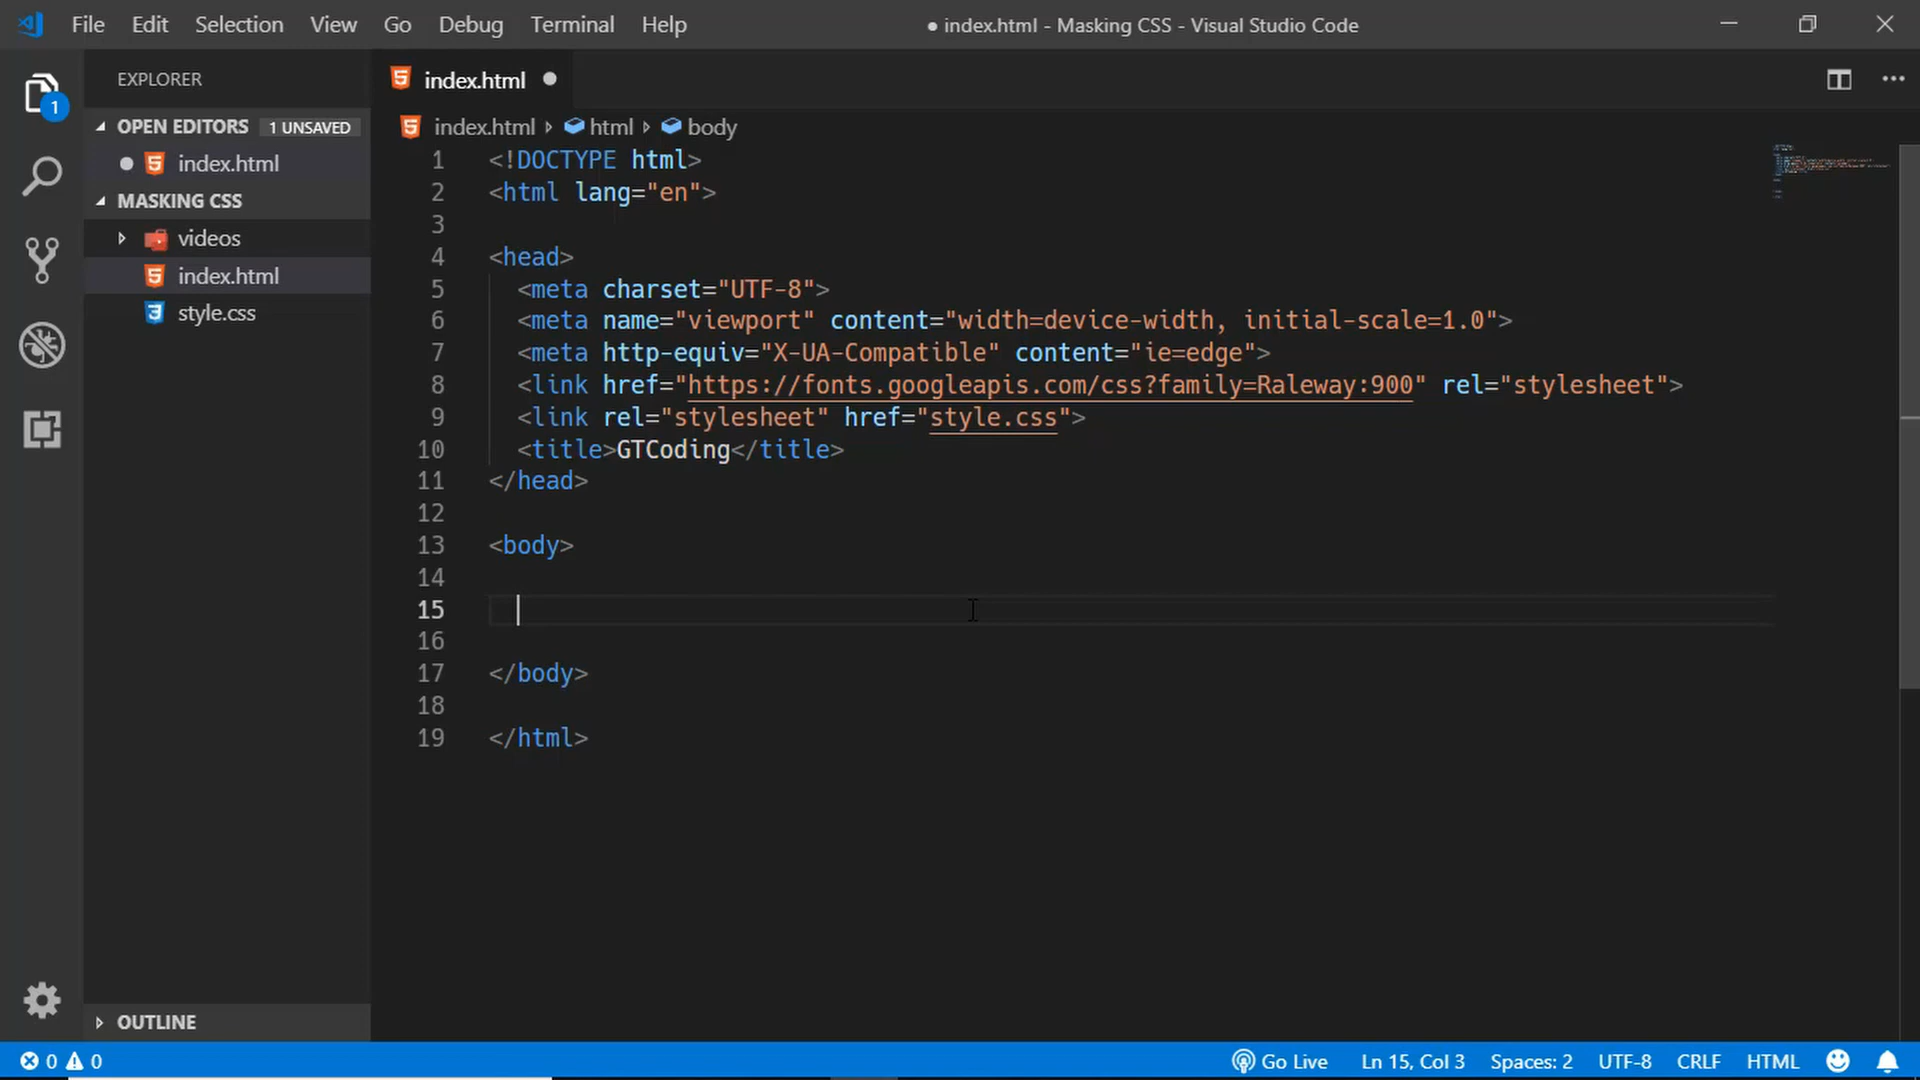 File Edit Selection View Go Debug Terminal Help
● index.html - Masking CSS - Visual Studio Code
EXPLORER
1
OPEN EDITORS 1 UNSAVED
index.html
MASKING CSS
videos
index.html
style.css
OUTLINE
index.html
index.html html body
1 <!DOCTYPE html>
2 <html lang="en">
3
4 <head>
5 <meta charset="UTF-8">
6 <meta name="viewport" content="width=device-width, initial-scale=1.0">
7 <meta http-equiv="X-UA-Compatible" content="ie=edge">
8 <link href="https://fonts.googleapis.com/css?family=Raleway:900" rel="stylesheet">
9 <link rel="stylesheet" href="style.css">
10 <title>GTCoding</title>
11 </head>
12
13 <body>
14
15
16
17 </body>
18
19 </html>
0 0 Go Live Ln 15, Col 3 Spaces: 2 UTF-8 CRLF HTML